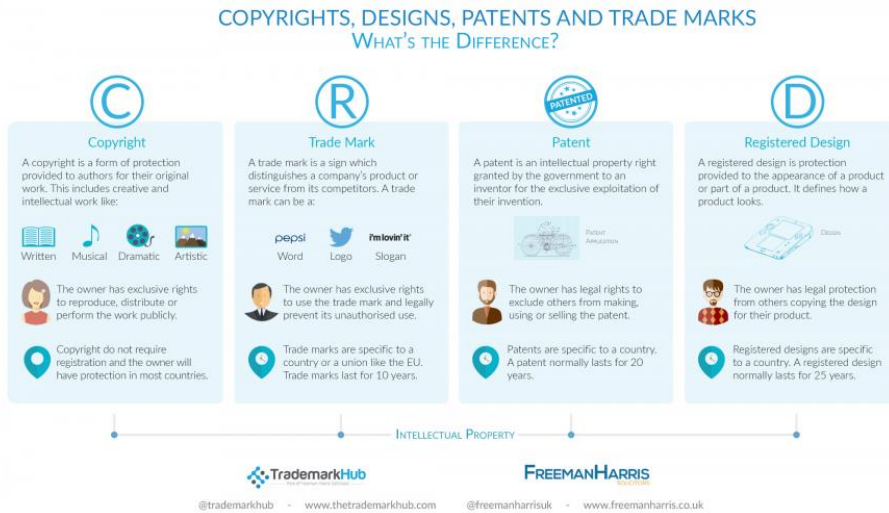 COPYRIGHTS, DESIGNS, PATENTS AND TRADE MARKS
WHAT'S THE DIFFERENCE?
C
Copyright
A copyright is a form of protection
provided to authors for their original
work. This includes creative and
intellectual work like:
Written Musical Dramatic Artistic
The owner has exclusive rights
to reproduce, distribute or
perform the work publicly.
Copyright do not require
registration and the owner will
have protection in most countries.
R
Trade Mark
A trade mark is a sign which
distinguishes a company's product or
service from its competitors. A trade
mark can be a:
pepsi i'm lovin' it
Word Logo Slogan
The owner has exclusive rights
to use the trade mark and legally
prevent its unauthorised use.
Trade marks are specific to a
country or a union like the EU.
Trade marks last for 10 years.
PATENTED
Patent
A patent is an intellectual property right
granted by the government to an
inventor for the exclusive exploitation of
their invention.
PATENT
APPLICATION
The owner has legal rights to
exclude others from making,
using or selling the patent.
Patents are specific to a country.
A patent normally lasts for 20
years.
D
Registered Design
A registered design is protection
provided to the appearance of a product
or part of a product. It defines how a
product looks.
DESIGN
The owner has legal protection
from others copying the design
for their product.
Registered designs are specific
to a country. A registered design
normally lasts for 25 years.
INTELLECTUAL PROPERTY
TrademarkHub
FREEMANHARRIS
SOLICITORS
@trademarkhub - www.thetrademarkhub.com @freemanharrisuk - www.freemanharris.co.uk